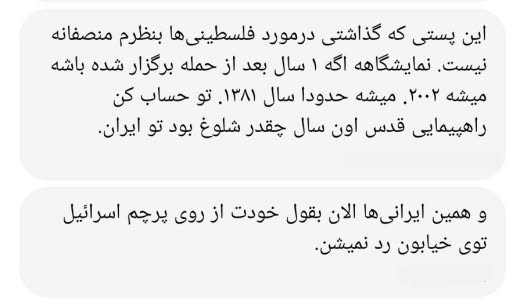 این پستی که گذاشتی درمورد فلسطینی‌ها بنظرم منصفانه
نیست. نمایشگاهه اگه ۱ سال بعد از حمله برگزار شده باشه
میشه ۲۰۰۲. میشه حدودا سال ۱۳۸۱. تو حساب کن
راهپیمایی قدس اون سال چقدر شلوغ بود تو ایران.
و همین ایرانی‌ها الان بقول خودت از روی پرچم اسرائیل
توی خیابون رد نمیشن.